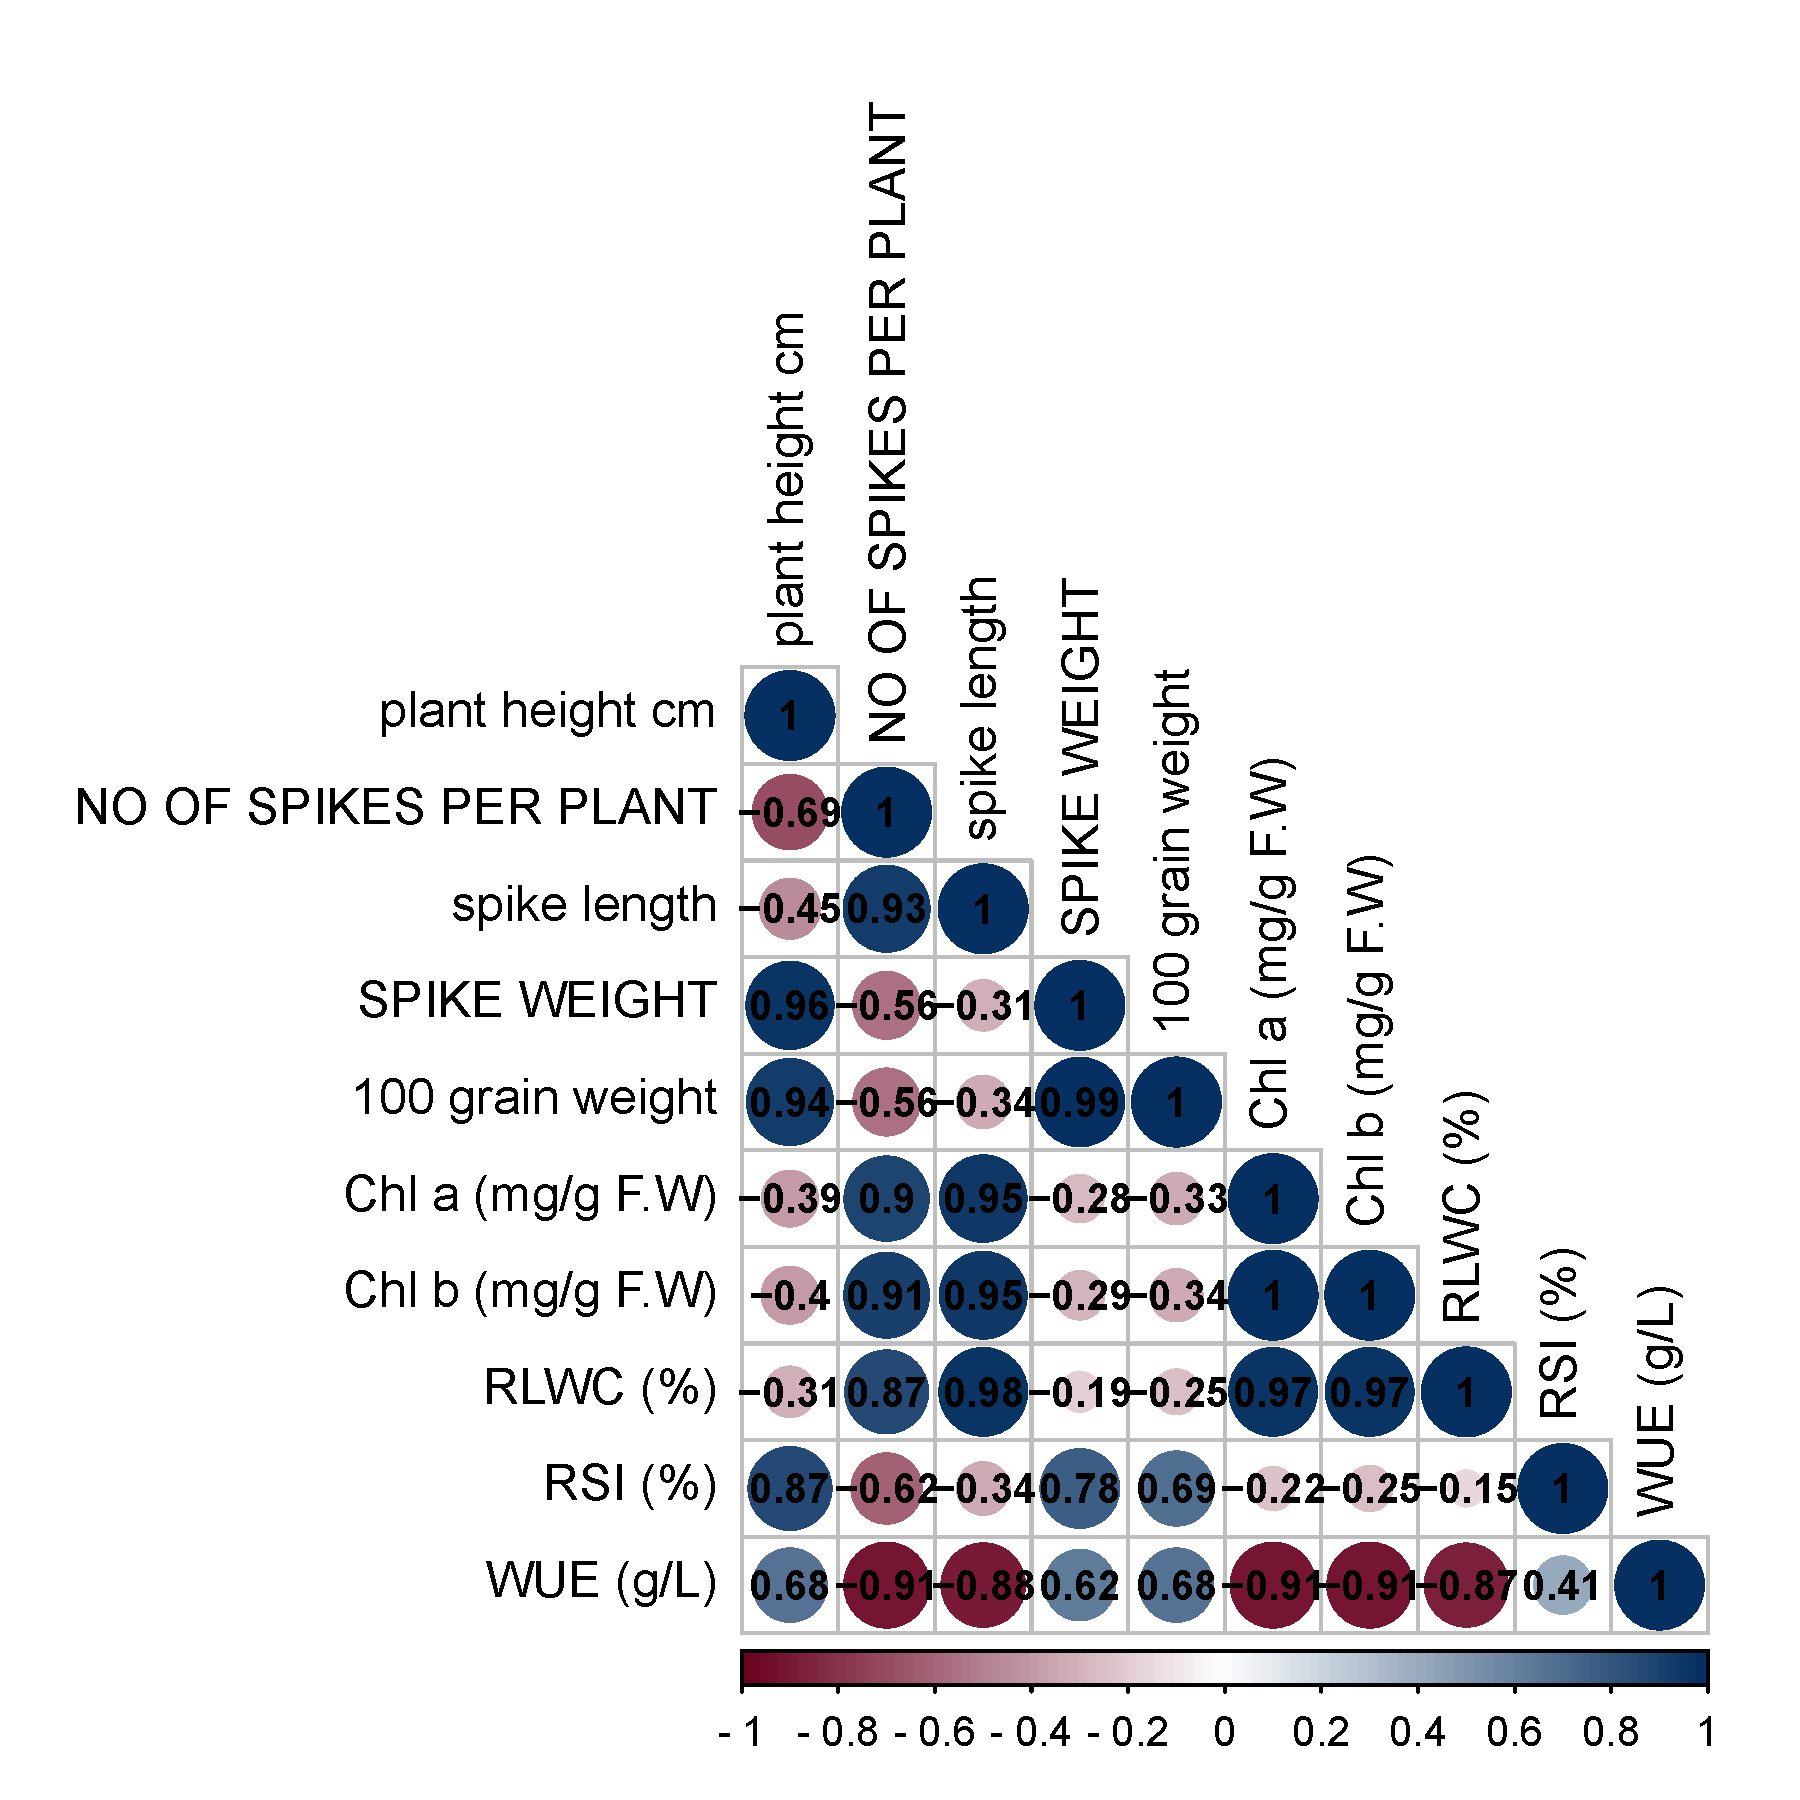 plant height cm
NO OF SPIKES PER PLANT
spike length
SPIKE WEIGHT
100 grain weight
Chl a (mg/g F.W)
Chl b (mg/g F.W)
RLWC (%)
RSI (%)
WUE (g/L)
plant height cm 1
NO OF SPIKES PER PLANT −0.69 1
spike length −0.45 0.93 1
SPIKE WEIGHT 0.96 −0.56 −0.31 1
100 grain weight 0.94 −0.56 −0.34 0.99 1
Chl a (mg/g F.W) −0.39 0.9 0.95 −0.28 −0.33 1
Chl b (mg/g F.W) −0.4 0.91 0.95 −0.29 −0.34 1 1
RLWC (%) −0.31 0.87 0.98 −0.19 −0.25 0.97 0.97 1
RSI (%) 0.87 −0.62 −0.34 0.78 0.69 −0.22 −0.25 −0.15 1
WUE (g/L) 0.68 −0.91 −0.88 0.62 0.68 −0.91 −0.91 −0.87 0.41 1
- 1 - 0.8 - 0.6 - 0.4 - 0.2 0 0.2 0.4 0.6 0.8 1